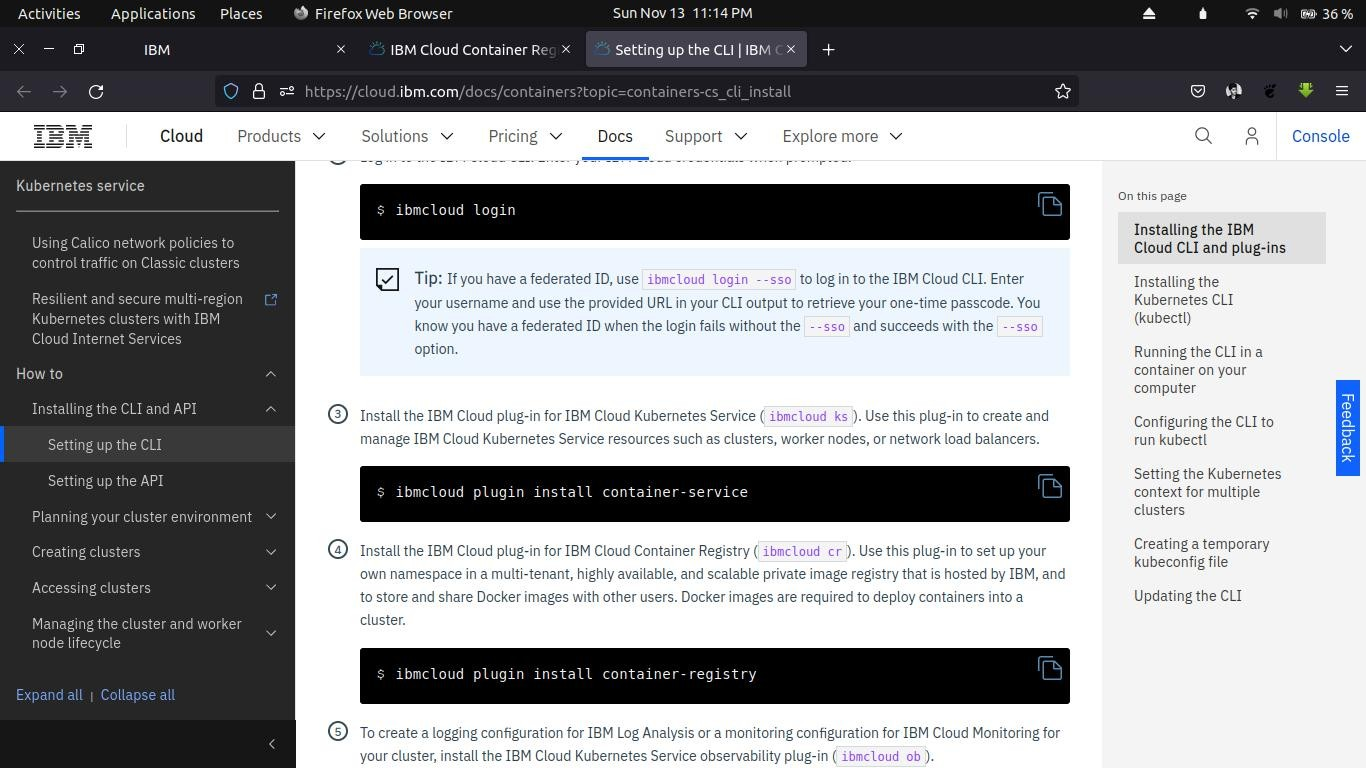 Activities Applications Places Firefox Web Browser Sun Nov 13 11:14 PM 36 %
IBM IBM Cloud Container Reg Setting up the CLI | IBM C
https://cloud.ibm.com/docs/containers?topic=containers-cs_cli_install
IBM Cloud Products Solutions Pricing Docs Support Explore more Console
Kubernetes service
Using Calico network policies to
control traffic on Classic clusters
Resilient and secure multi-region
Kubernetes clusters with IBM
Cloud Internet Services
How to
Installing the CLI and API
Setting up the CLI
Setting up the API
Planning your cluster environment
Creating clusters
Accessing clusters
Managing the cluster and worker
node lifecycle
Expand all | Collapse all
Log in to the IBM Cloud CLI. Enter your IBM Cloud credentials when prompted.
$ ibmcloud login
Tip: If you have a federated ID, use ibmcloud login --sso to log in to the IBM Cloud CLI. Enter
your username and use the provided URL in your CLI output to retrieve your one-time passcode. You
know you have a federated ID when the login fails without the --sso and succeeds with the --sso
option.
3 Install the IBM Cloud plug-in for IBM Cloud Kubernetes Service (ibmcloud ks). Use this plug-in to create and
manage IBM Cloud Kubernetes Service resources such as clusters, worker nodes, or network load balancers.
$ ibmcloud plugin install container-service
4 Install the IBM Cloud plug-in for IBM Cloud Container Registry (ibmcloud cr). Use this plug-in to set up your
own namespace in a multi-tenant, highly available, and scalable private image registry that is hosted by IBM, and
to store and share Docker images with other users. Docker images are required to deploy containers into a
cluster.
$ ibmcloud plugin install container-registry
5 To create a logging configuration for IBM Log Analysis or a monitoring configuration for IBM Cloud Monitoring for
your cluster, install the IBM Cloud Kubernetes Service observability plug-in (ibmcloud ob).
On this page
Installing the IBM
Cloud CLI and plug-ins
Installing the
Kubernetes CLI
(kubectl)
Running the CLI in a
container on your
computer
Configuring the CLI to
run kubectl
Setting the Kubernetes
context for multiple
clusters
Creating a temporary
kubeconfig file
Updating the CLI
Feedback